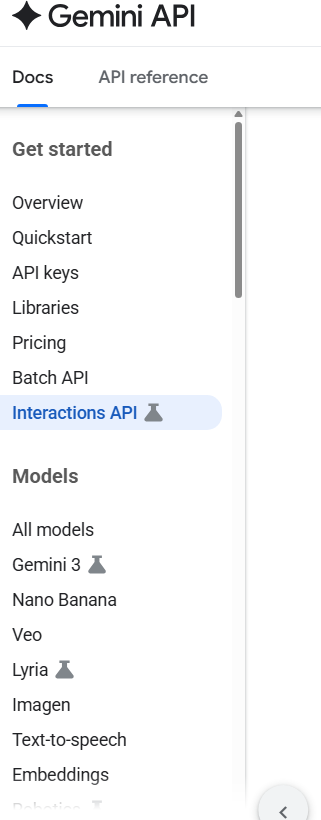 Gemini API
Docs API reference
Get started
Overview
Quickstart
API keys
Libraries
Pricing
Batch API
Interactions API
Models
All models
Gemini 3
Nano Banana
Veo
Lyria
Imagen
Text-to-speech
Embeddings
Robotics